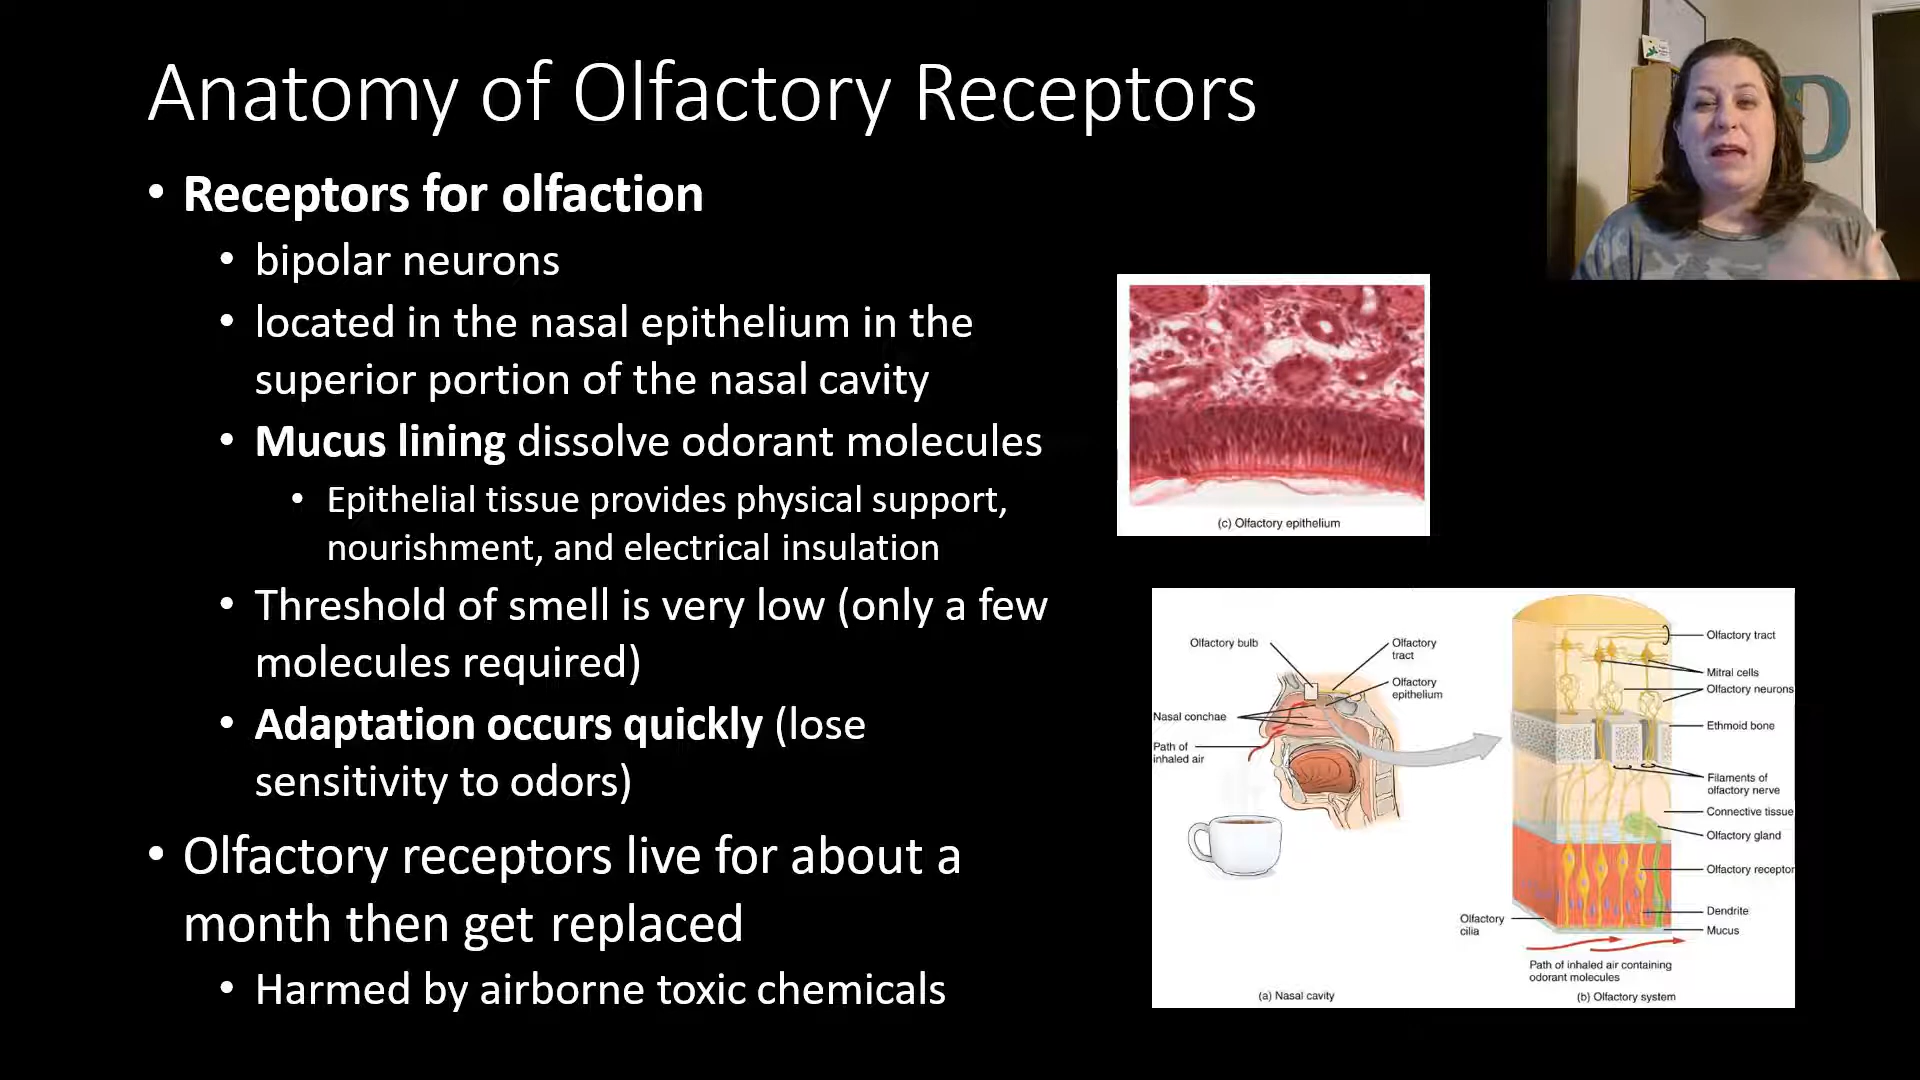 Anatomy of Olfactory Receptors
• Receptors for olfaction
• bipolar neurons
• located in the nasal epithelium in the
superior portion of the nasal cavity
• Mucus lining dissolve odorant molecules
• Epithelial tissue provides physical support,
nourishment, and electrical insulation
• Threshold of smell is very low (only a few
molecules required)
• Adaptation occurs quickly (lose
sensitivity to odors)
• Olfactory receptors live for about a
month then get replaced
• Harmed by airborne toxic chemicals
D
(c) Olfactory epithelium
Olfactory bulb
Olfactory
tract
Olfactory
epithelium
Nasal conchae
Path of
inhaled air
(a) Nasal cavity
Olfactory tract
Mitral cells
Olfactory neurons
Ethmoid bone
Filaments of
olfactory nerve
Connective tissue
Olfactory gland
Olfactory receptor
Dendrite
Mucus
Olfactory
cilia
Path of inhaled air containing
odorant molecules
(b) Olfactory system